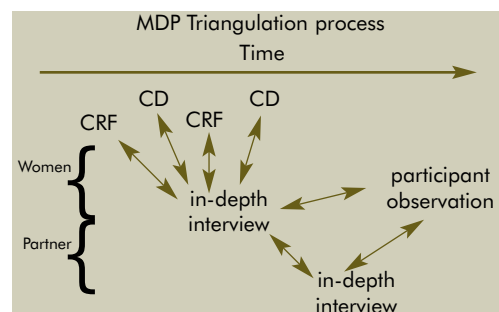 MDP Triangulation process
Time
CD
CD
CRF
CRF
Women
in-depth
interview
participant
observation
Partner
in-depth
interview